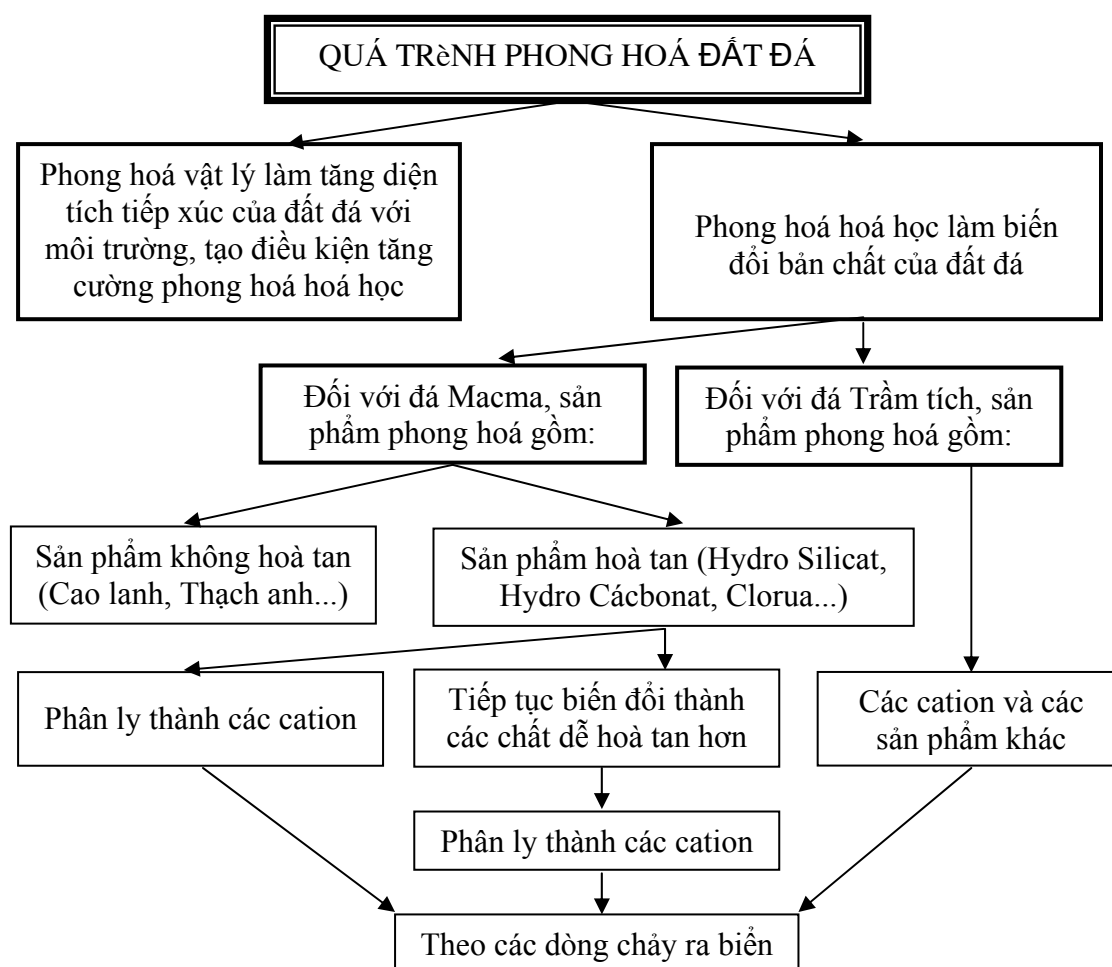 QUÁ TRèNH PHONG HOÁ ĐẤT ĐÁ
Phong hoá vật lý làm tăng diện
tích tiếp xúc của đất đá với
môi trường, tạo điều kiện tăng
cường phong hoá hoá học
Phong hoá hoá học làm biến
đổi bản chất của đất đá
Đối với đá Macma, sản
phẩm phong hoá gồm:
Đối với đá Trầm tích, sản
phẩm phong hoá gồm:
Sản phẩm không hoà tan
(Cao lanh, Thạch anh...)
Sản phẩm hoà tan (Hydro Silicat,
Hydro Cácbonat, Clorua...)
Phân ly thành các cation
Tiếp tục biến đổi thành
các chất dễ hoà tan hơn
Các cation và các
sản phẩm khác
Phân ly thành các cation
Theo các dòng chảy ra biển